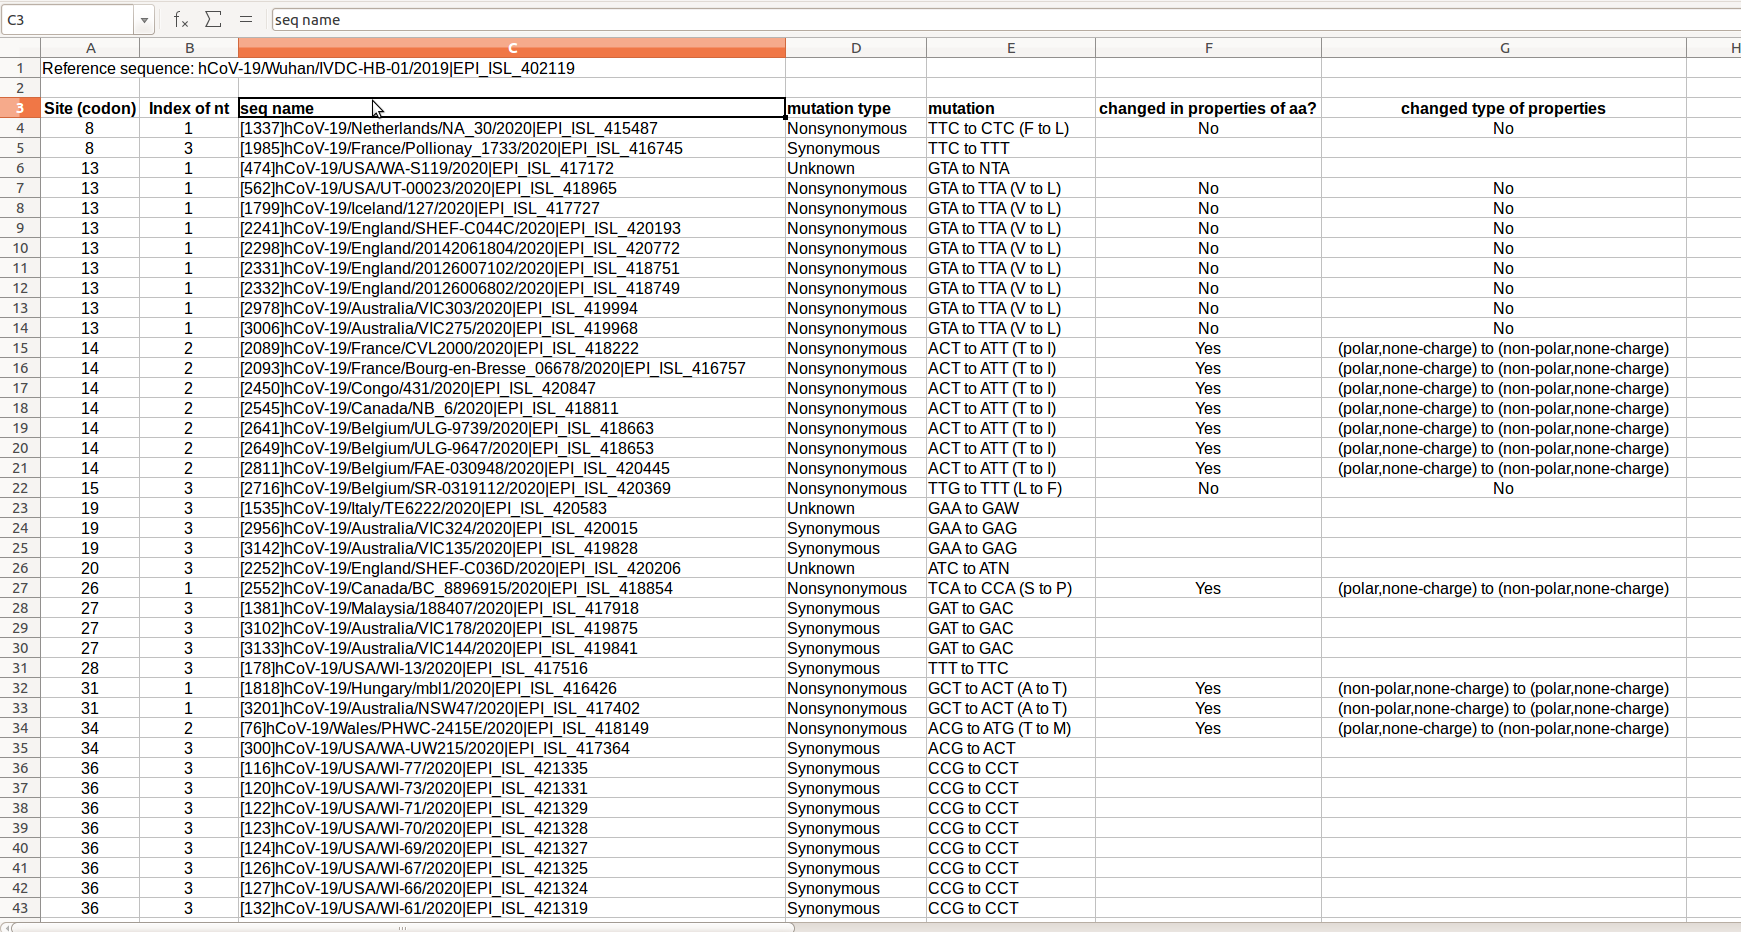 C3 fx Σ = seq name
A B C D E F G H
1 Reference sequence: hCoV-19/Wuhan/IVDC-HB-01/2019|EPI_ISL_402119
2
3 Site (codon) Index of nt seq name mutation type mutation changed in properties of aa? changed type of properties
4 8 1 [1337]hCoV-19/Netherlands/NA_30/2020|EPI_ISL_415487 Nonsynonymous TTC to CTC (F to L) No No
5 8 3 [1985]hCoV-19/France/Pollionay_1733/2020|EPI_ISL_416745 Synonymous TTC to TTT
6 13 1 [474]hCoV-19/USA/WA-S119/2020|EPI_ISL_417172 Unknown GTA to NTA
7 13 1 [562]hCoV-19/USA/UT-00023/2020|EPI_ISL_418965 Nonsynonymous GTA to TTA (V to L) No No
8 13 1 [1799]hCoV-19/Iceland/127/2020|EPI_ISL_417727 Nonsynonymous GTA to TTA (V to L) No No
9 13 1 [2241]hCoV-19/England/SHEF-C044C/2020|EPI_ISL_420193 Nonsynonymous GTA to TTA (V to L) No No
10 13 1 [2298]hCoV-19/England/20142061804/2020|EPI_ISL_420772 Nonsynonymous GTA to TTA (V to L) No No
11 13 1 [2331]hCoV-19/England/20126007102/2020|EPI_ISL_418751 Nonsynonymous GTA to TTA (V to L) No No
12 13 1 [2332]hCoV-19/England/20126006802/2020|EPI_ISL_418749 Nonsynonymous GTA to TTA (V to L) No No
13 13 1 [2978]hCoV-19/Australia/VIC303/2020|EPI_ISL_419994 Nonsynonymous GTA to TTA (V to L) No No
14 13 1 [3006]hCoV-19/Australia/VIC275/2020|EPI_ISL_419968 Nonsynonymous GTA to TTA (V to L) No No
15 14 2 [2089]hCoV-19/France/CVL2000/2020|EPI_ISL_418222 Nonsynonymous ACT to ATT (T to I) Yes (polar,none-charge) to (non-polar,none-charge)
16 14 2 [2093]hCoV-19/France/Bourg-en-Bresse_06678/2020|EPI_ISL_416757 Nonsynonymous ACT to ATT (T to I) Yes (polar,none-charge) to (non-polar,none-charge)
17 14 2 [2450]hCoV-19/Congo/431/2020|EPI_ISL_420847 Nonsynonymous ACT to ATT (T to I) Yes (polar,none-charge) to (non-polar,none-charge)
18 14 2 [2545]hCoV-19/Canada/NB_6/2020|EPI_ISL_418811 Nonsynonymous ACT to ATT (T to I) Yes (polar,none-charge) to (non-polar,none-charge)
19 14 2 [2641]hCoV-19/Belgium/ULG-9739/2020|EPI_ISL_418663 Nonsynonymous ACT to ATT (T to I) Yes (polar,none-charge) to (non-polar,none-charge)
20 14 2 [2649]hCoV-19/Belgium/ULG-9647/2020|EPI_ISL_418653 Nonsynonymous ACT to ATT (T to I) Yes (polar,none-charge) to (non-polar,none-charge)
21 14 2 [2811]hCoV-19/Belgium/FAE-030948/2020|EPI_ISL_420445 Nonsynonymous ACT to ATT (T to I) Yes (polar,none-charge) to (non-polar,none-charge)
22 15 3 [2716]hCoV-19/Belgium/SR-0319112/2020|EPI_ISL_420369 Nonsynonymous TTG to TTT (L to F) No No
23 19 3 [1535]hCoV-19/Italy/TE6222/2020|EPI_ISL_420583 Unknown GAA to GAW
24 19 3 [2956]hCoV-19/Australia/VIC324/2020|EPI_ISL_420015 Synonymous GAA to GAG
25 19 3 [3142]hCoV-19/Australia/VIC135/2020|EPI_ISL_419828 Synonymous GAA to GAG
26 20 3 [2252]hCoV-19/England/SHEF-C036D/2020|EPI_ISL_420206 Unknown ATC to ATN
27 26 1 [2552]hCoV-19/Canada/BC_8896915/2020|EPI_ISL_418854 Nonsynonymous TCA to CCA (S to P) Yes (polar,none-charge) to (non-polar,none-charge)
28 27 3 [1381]hCoV-19/Malaysia/188407/2020|EPI_ISL_417918 Synonymous GAT to GAC
29 27 3 [3102]hCoV-19/Australia/VIC178/2020|EPI_ISL_419875 Synonymous GAT to GAC
30 27 3 [3133]hCoV-19/Australia/VIC144/2020|EPI_ISL_419841 Synonymous GAT to GAC
31 28 3 [178]hCoV-19/USA/WI-13/2020|EPI_ISL_417516 Synonymous TTT to TTC
32 31 1 [1818]hCoV-19/Hungary/mbl1/2020|EPI_ISL_416426 Nonsynonymous GCT to ACT (A to T) Yes (non-polar,none-charge) to (polar,none-charge)
33 31 1 [3201]hCoV-19/Australia/NSW47/2020|EPI_ISL_417402 Nonsynonymous GCT to ACT (A to T) Yes (non-polar,none-charge) to (polar,none-charge)
34 34 2 [76]hCoV-19/Wales/PHWC-2415E/2020|EPI_ISL_418149 Nonsynonymous ACG to ATG (T to M) Yes (polar,none-charge) to (non-polar,none-charge)
35 34 3 [300]hCoV-19/USA/WA-UW215/2020|EPI_ISL_417364 Synonymous ACG to ACT
36 36 3 [116]hCoV-19/USA/WI-77/2020|EPI_ISL_421335 Synonymous CCG to CCT
37 36 3 [120]hCoV-19/USA/WI-73/2020|EPI_ISL_421331 Synonymous CCG to CCT
38 36 3 [122]hCoV-19/USA/WI-71/2020|EPI_ISL_421329 Synonymous CCG to CCT
39 36 3 [123]hCoV-19/USA/WI-70/2020|EPI_ISL_421328 Synonymous CCG to CCT
40 36 3 [124]hCoV-19/USA/WI-69/2020|EPI_ISL_421327 Synonymous CCG to CCT
41 36 3 [126]hCoV-19/USA/WI-67/2020|EPI_ISL_421325 Synonymous CCG to CCT
42 36 3 [127]hCoV-19/USA/WI-66/2020|EPI_ISL_421324 Synonymous CCG to CCT
43 36 3 [132]hCoV-19/USA/WI-61/2020|EPI_ISL_421319 Synonymous CCG to CCT